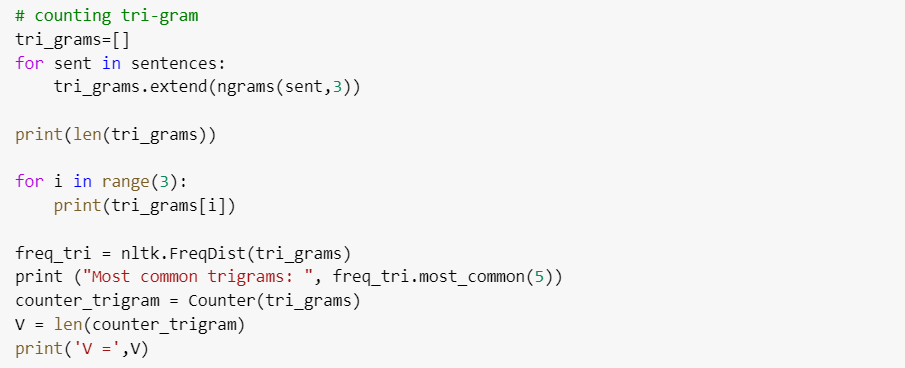 # counting tri-gram
tri_grams=[]
for sent in sentences:
    tri_grams.extend(ngrams(sent,3))
print(len(tri_grams))
for i in range(3):
    print(tri_grams[i])
freq_tri = nltk.FreqDist(tri_grams)
print ("Most common trigrams: ", freq_tri.most_common(5))
counter_trigram = Counter(tri_grams)
V = len(counter_trigram)
print('V =',V)